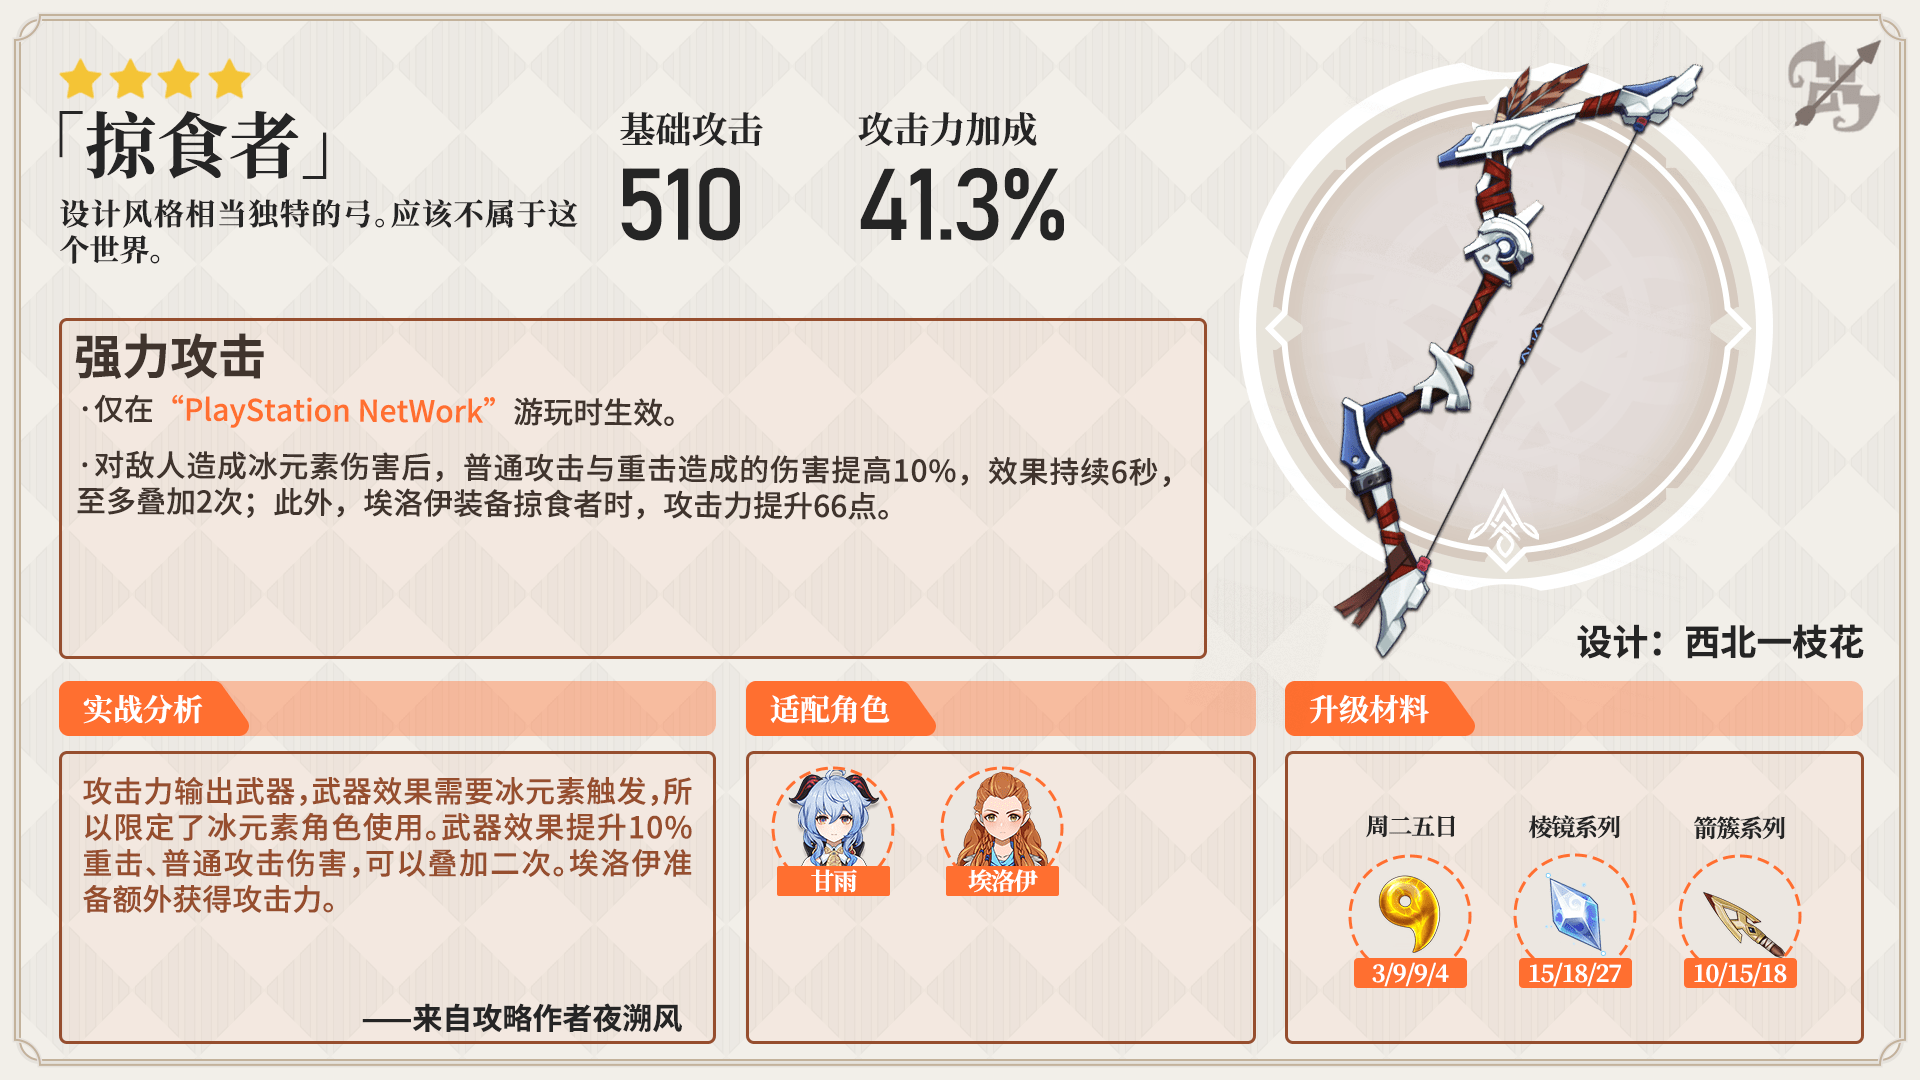 「掠食者」
设计风格相当独特的弓。应该不属于这
个世界。
基础攻击
510
攻击力加成
41.3%
强力攻击
·仅在“PlayStation NetWork”游玩时生效。
·对敌人造成冰元素伤害后，普通攻击与重击造成的伤害提高10%，效果持续6秒，
至多叠加2次；此外，埃洛伊装备掠食者时，攻击力提升66点。
设计：西北一枝花
实战分析
攻击力输出武器，武器效果需要冰元素触发，所
以限定了冰元素角色使用。武器效果提升10%
重击、普通攻击伤害，可以叠加二次。埃洛伊准
备额外获得攻击力。
——来自攻略作者夜溯风
适配角色
甘雨
埃洛伊
升级材料
周二五日
3/9/9/4
棱镜系列
15/18/27
箭簇系列
10/15/18